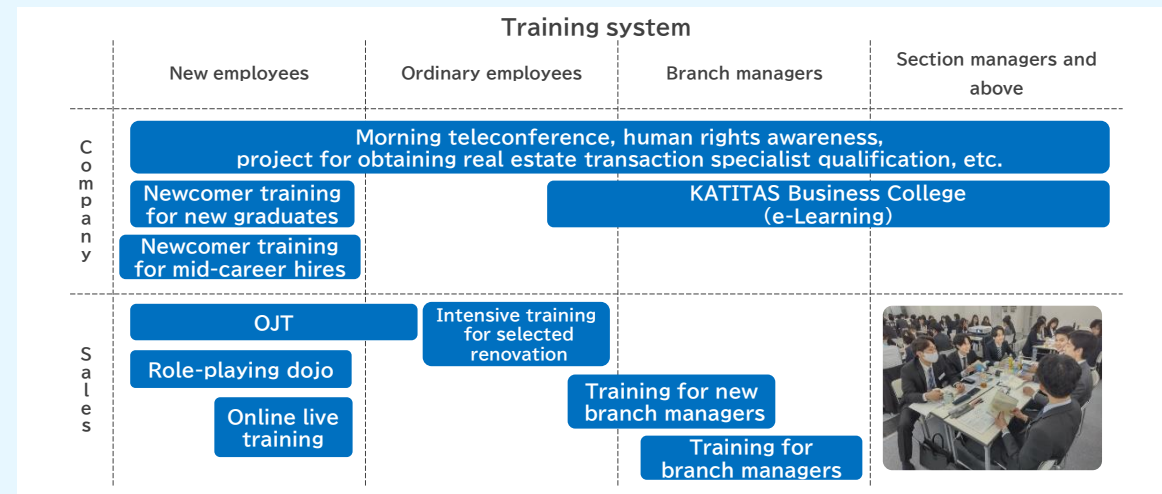 Training system
New employees
Ordinary employees
Branch managers
Section managers and
above
Company
Morning teleconference, human rights awareness,
project for obtaining real estate transaction specialist qualification, etc.
Newcomer training
for new graduates
KATITAS Business College
(e-Learning)
Newcomer training
for mid-career hires
Sales
OJT
Intensive training
for selected
renovation
Role-playing dojo
Training for new
branch managers
Online live
training
Training for
branch managers